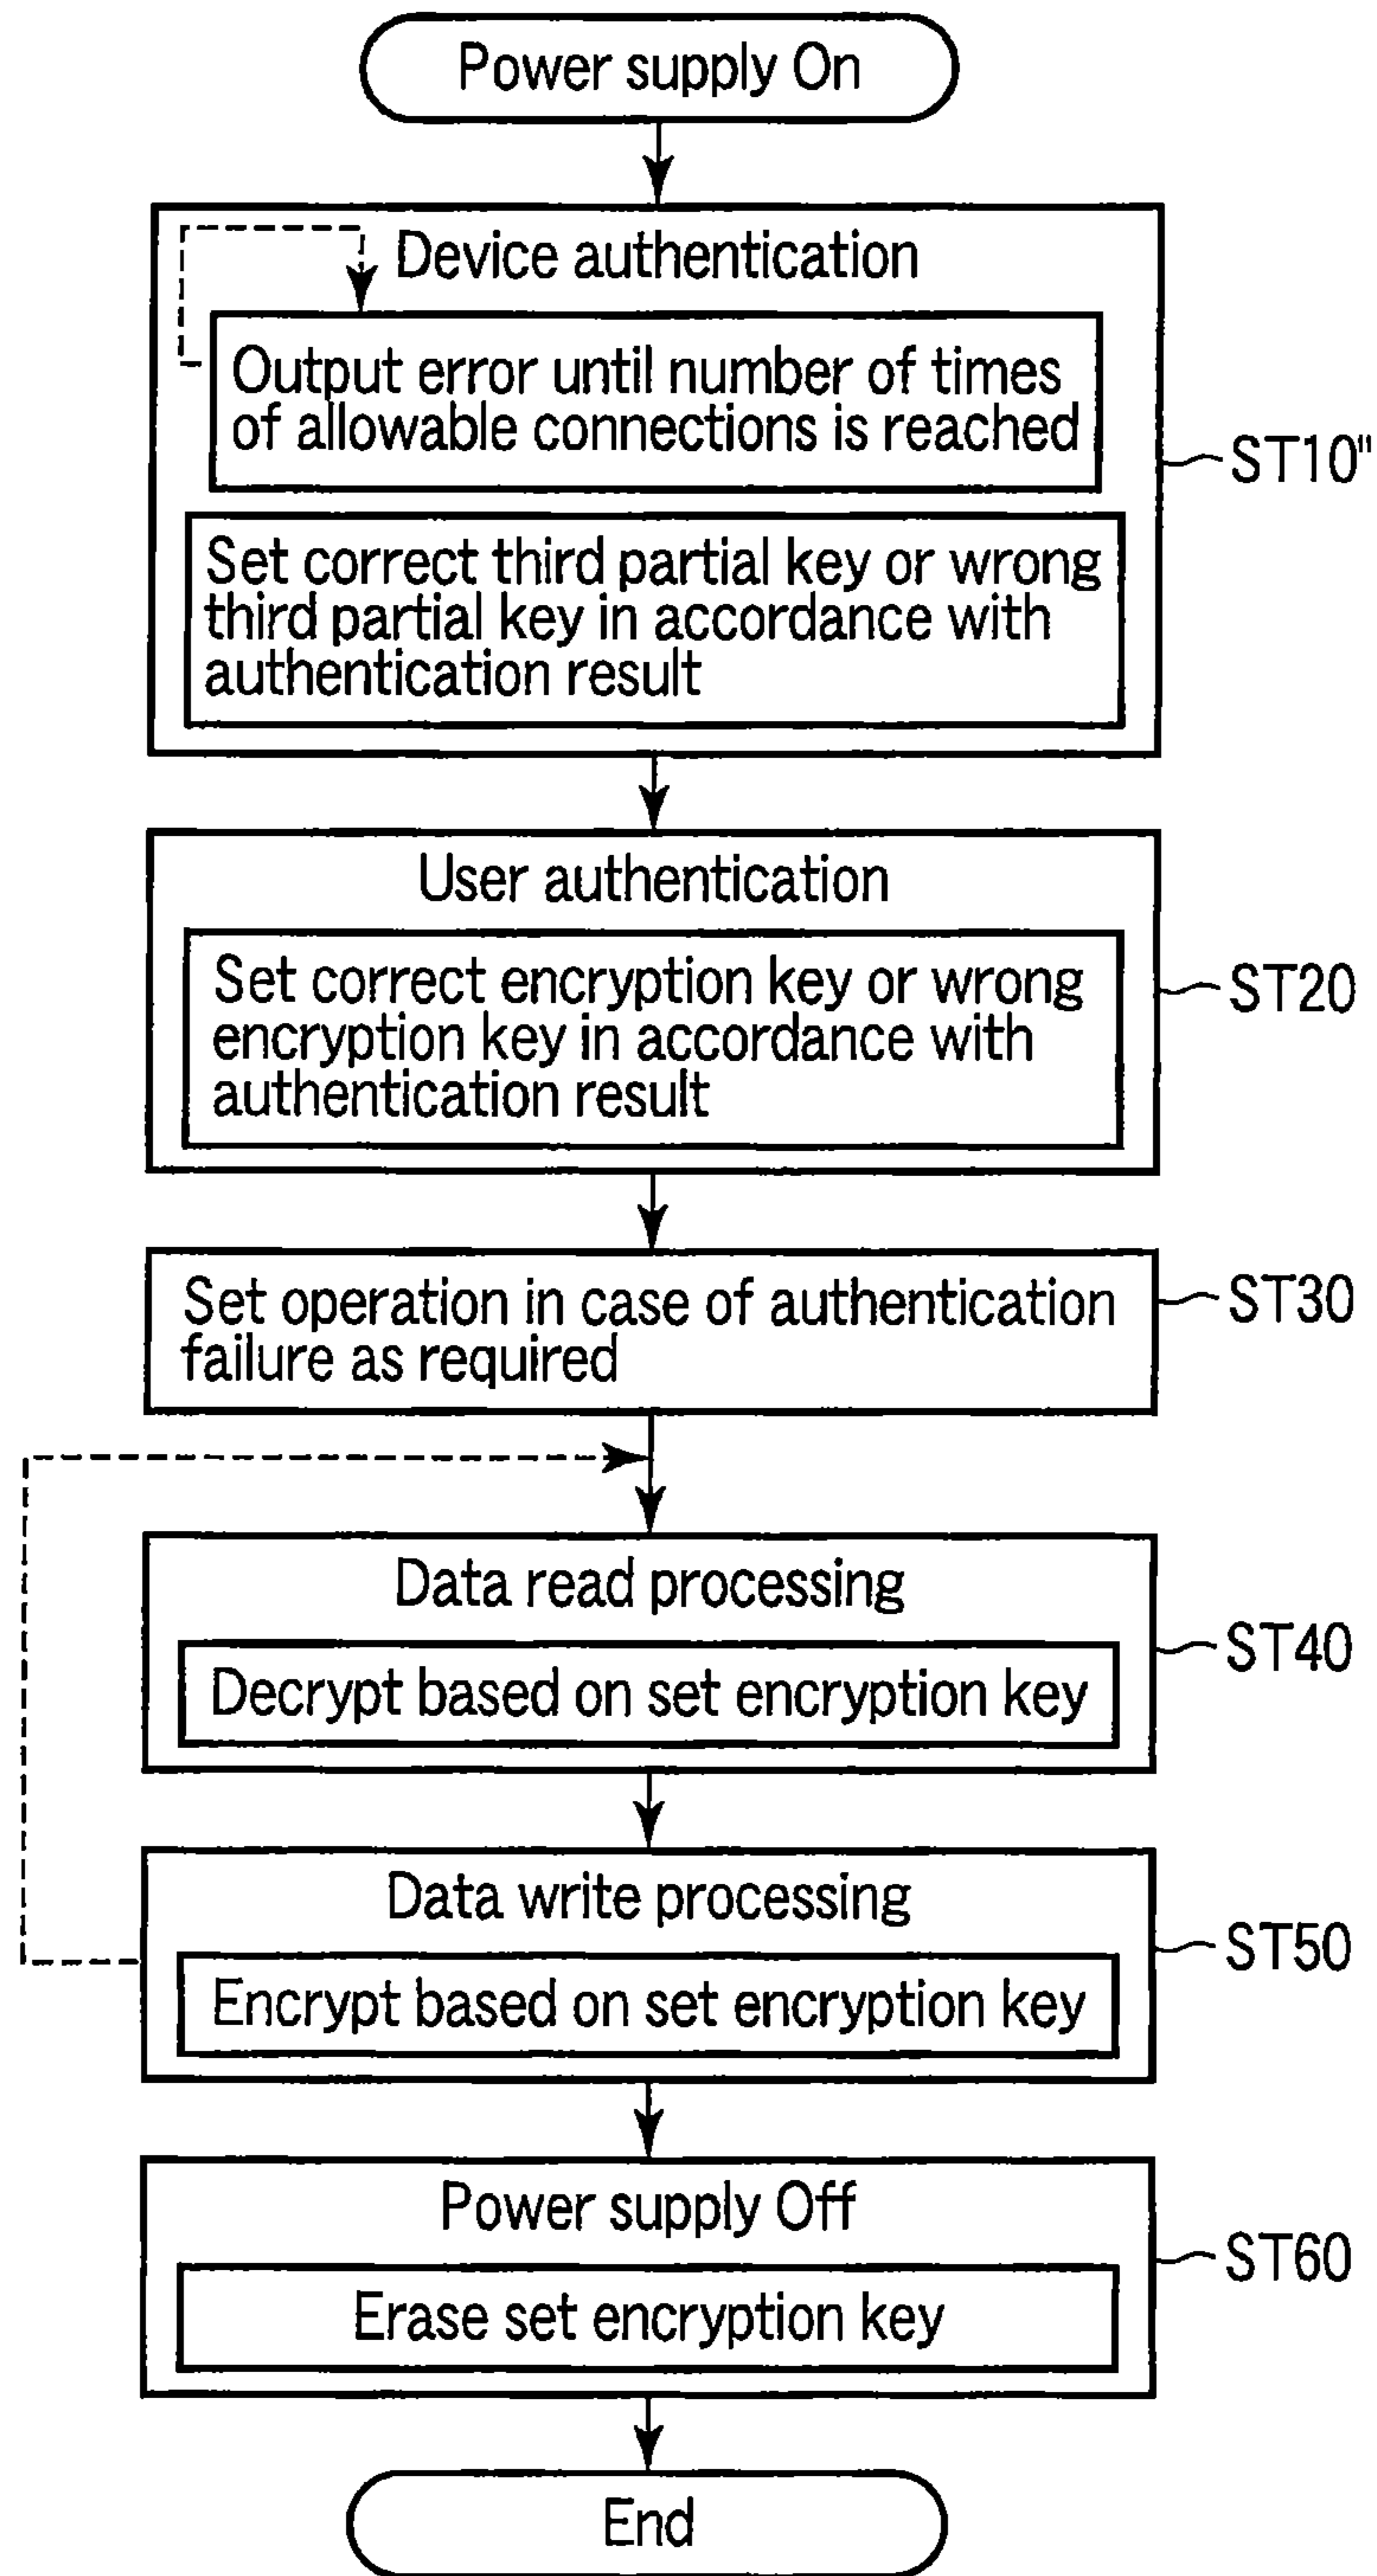 Power supply On
Device authentication
Output error until number of times
of allowable connections is reached
ST10"
Set correct third partial key or wrong
third partial key in accordance with
authentication result
User authentication
Set correct encryption key or wrong
encryption key in accordance with
authentication result
ST20
Set operation in case of authentication
failure as required
ST30
Data read processing
Decrypt based on set encryption key
ST40
Data write processing
Encrypt based on set encryption key
ST50
Power supply Off
Erase set encryption key
ST60
End